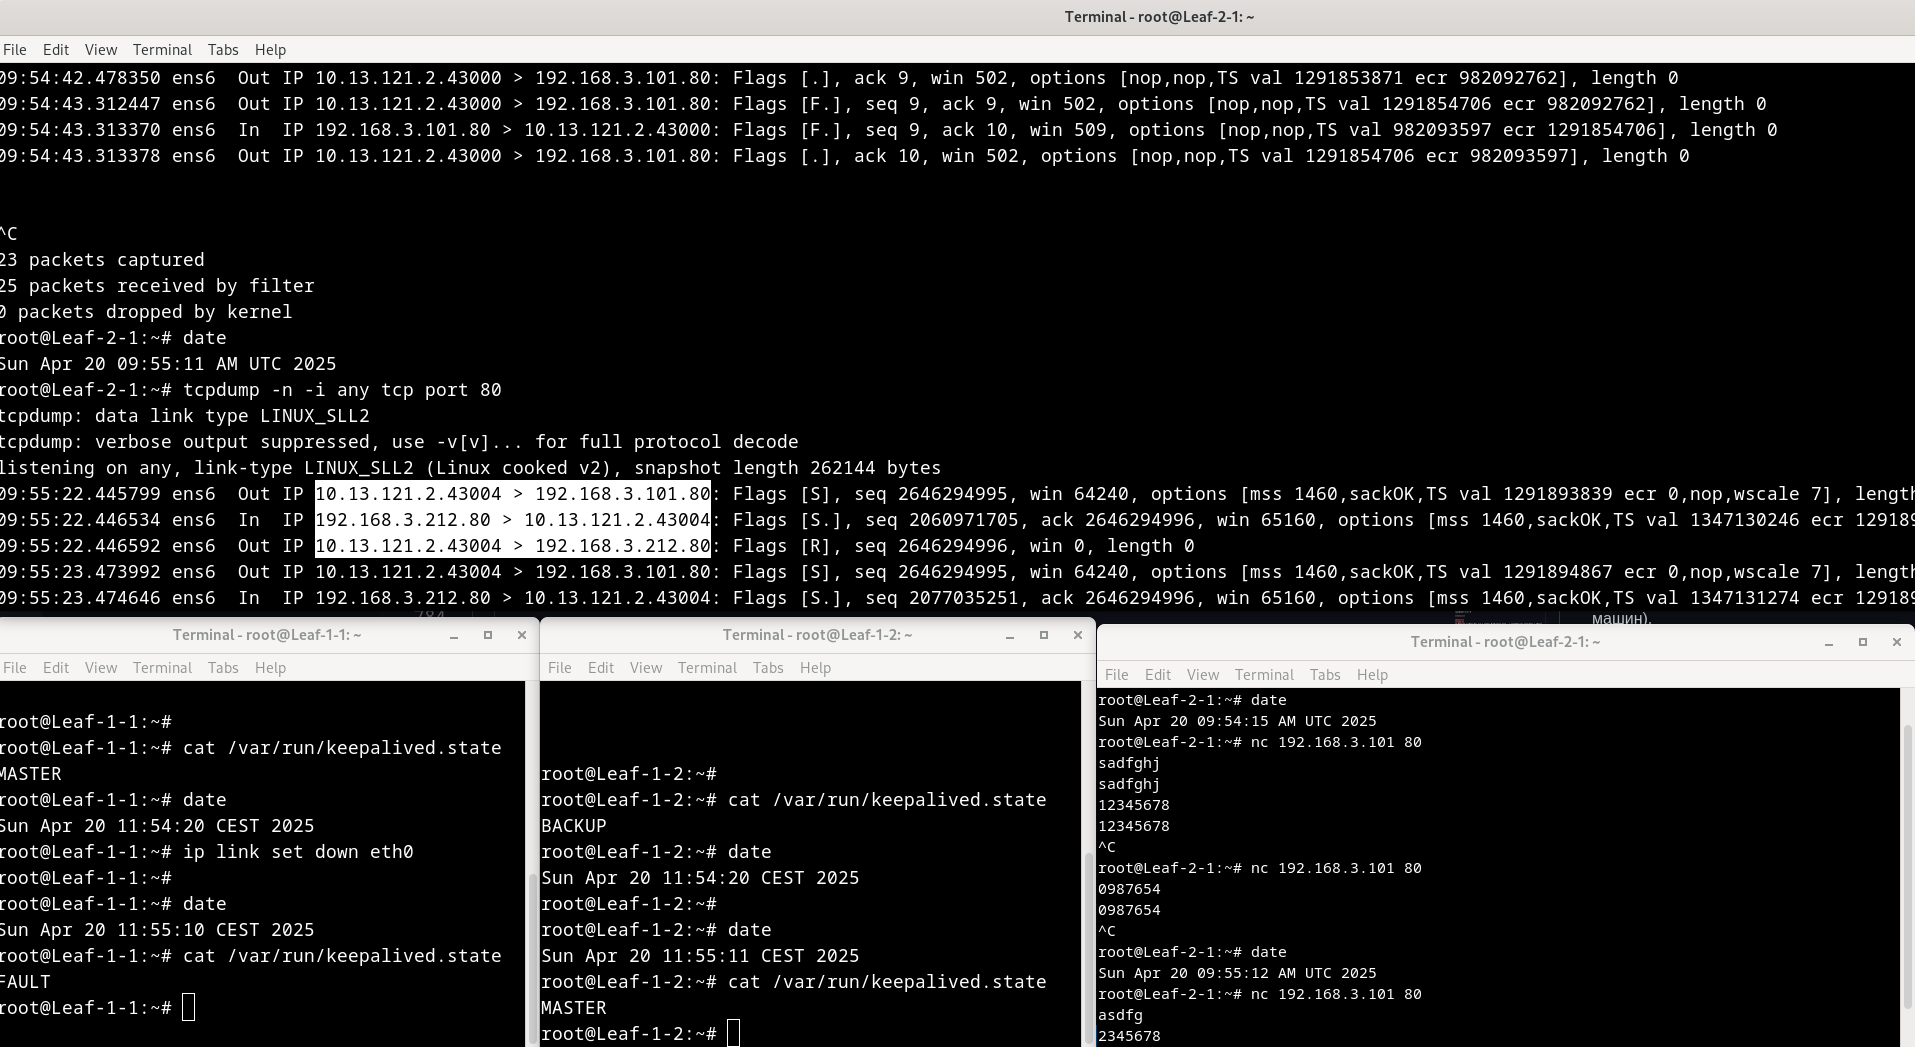 Terminal - root@Leaf-2-1: ~
File Edit View Terminal Tabs Help
09:54:42.478350 ens6  Out IP 10.13.121.2.43000 > 192.168.3.101.80: Flags [.], ack 9, win 502, options [nop,nop,TS val 1291853871 ecr 982092762], length 0
09:54:43.312447 ens6  Out IP 10.13.121.2.43000 > 192.168.3.101.80: Flags [F.], seq 9, ack 9, win 502, options [nop,nop,TS val 1291854706 ecr 982092762], length 0
09:54:43.313370 ens6  In  IP 192.168.3.101.80 > 10.13.121.2.43000: Flags [F.], seq 9, ack 10, win 509, options [nop,nop,TS val 982093597 ecr 1291854706], length 0
09:54:43.313378 ens6  Out IP 10.13.121.2.43000 > 192.168.3.101.80: Flags [.], ack 10, win 502, options [nop,nop,TS val 1291854706 ecr 982093597], length 0
^C
23 packets captured
25 packets received by filter
0 packets dropped by kernel
root@Leaf-2-1:~# date
Sun Apr 20 09:55:11 AM UTC 2025
root@Leaf-2-1:~# tcpdump -n -i any tcp port 80
tcpdump: data link type LINUX_SLL2
tcpdump: verbose output suppressed, use -v[v]... for full protocol decode
listening on any, link-type LINUX_SLL2 (Linux cooked v2), snapshot length 262144 bytes
09:55:22.445799 ens6  Out IP 10.13.121.2.43004 > 192.168.3.101.80: Flags [S], seq 2646294995, win 64240, options [mss 1460,sackOK,TS val 1291893839 ecr 0,nop,wscale 7], length
09:55:22.446534 ens6  In  IP 192.168.3.212.80 > 10.13.121.2.43004: Flags [S.], seq 2060971705, ack 2646294996, win 65160, options [mss 1460,sackOK,TS val 1347130246 ecr 129189
09:55:22.446592 ens6  Out IP 10.13.121.2.43004 > 192.168.3.212.80: Flags [R], seq 2646294996, win 0, length 0
09:55:23.473992 ens6  Out IP 10.13.121.2.43004 > 192.168.3.101.80: Flags [S], seq 2646294995, win 64240, options [mss 1460,sackOK,TS val 1291894867 ecr 0,nop,wscale 7], length
09:55:23.474646 ens6  In  IP 192.168.3.212.80 > 10.13.121.2.43004: Flags [S.], seq 2077035251, ack 2646294996, win 65160, options [mss 1460,sackOK,TS val 1347131274 ecr 129189
машин).
Terminal - root@Leaf-1-1: ~
File Edit View Terminal Tabs Help
root@Leaf-1-1:~#
root@Leaf-1-1:~# cat /var/run/keepalived.state
MASTER
root@Leaf-1-1:~# date
Sun Apr 20 11:54:20 CEST 2025
root@Leaf-1-1:~# ip link set down eth0
root@Leaf-1-1:~#
root@Leaf-1-1:~# date
Sun Apr 20 11:55:10 CEST 2025
root@Leaf-1-1:~# cat /var/run/keepalived.state
FAULT
root@Leaf-1-1:~#
Terminal - root@Leaf-1-2: ~
File Edit View Terminal Tabs Help
root@Leaf-1-2:~#
root@Leaf-1-2:~# cat /var/run/keepalived.state
BACKUP
root@Leaf-1-2:~# date
Sun Apr 20 11:54:20 CEST 2025
root@Leaf-1-2:~#
root@Leaf-1-2:~# date
Sun Apr 20 11:55:11 CEST 2025
root@Leaf-1-2:~# cat /var/run/keepalived.state
MASTER
root@Leaf-1-2:~#
Terminal - root@Leaf-2-1: ~
File Edit View Terminal Tabs Help
root@Leaf-2-1:~# date
Sun Apr 20 09:54:15 AM UTC 2025
root@Leaf-2-1:~# nc 192.168.3.101 80
sadfghj
sadfghj
12345678
12345678
^C
root@Leaf-2-1:~# nc 192.168.3.101 80
0987654
0987654
^C
root@Leaf-2-1:~# date
Sun Apr 20 09:55:12 AM UTC 2025
root@Leaf-2-1:~# nc 192.168.3.101 80
asdfg
2345678